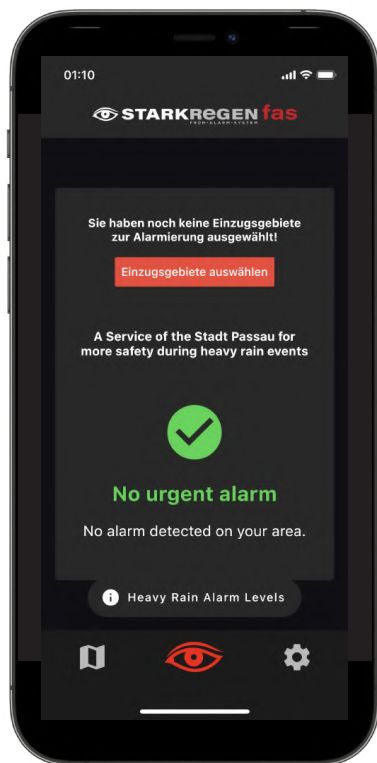 01:10
STARKREGEN fas
FRÜH-ALARM-SYSTEM
Sie haben noch keine Einzugsgebiete
zur Alarmierung ausgewählt!
Einzugsgebiete auswählen
A Service of the Stadt Passau for
more safety during heavy rain events
No urgent alarm
No alarm detected on your area.
i Heavy Rain Alarm Levels